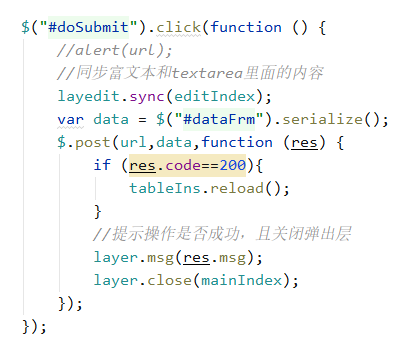 $("#doSubmit").click(function () {
    //alert(url);
    //同步富文本和textarea里面的内容
    layedit.sync(editIndex);
    var data = $("#dataFrm").serialize();
    $.post(url,data,function (res) {
        if (res.code==200){
            tableIns.reload();
        }
        //提示操作是否成功，且关闭弹出层
        layer.msg(res.msg);
        layer.close(mainIndex);
    });
});